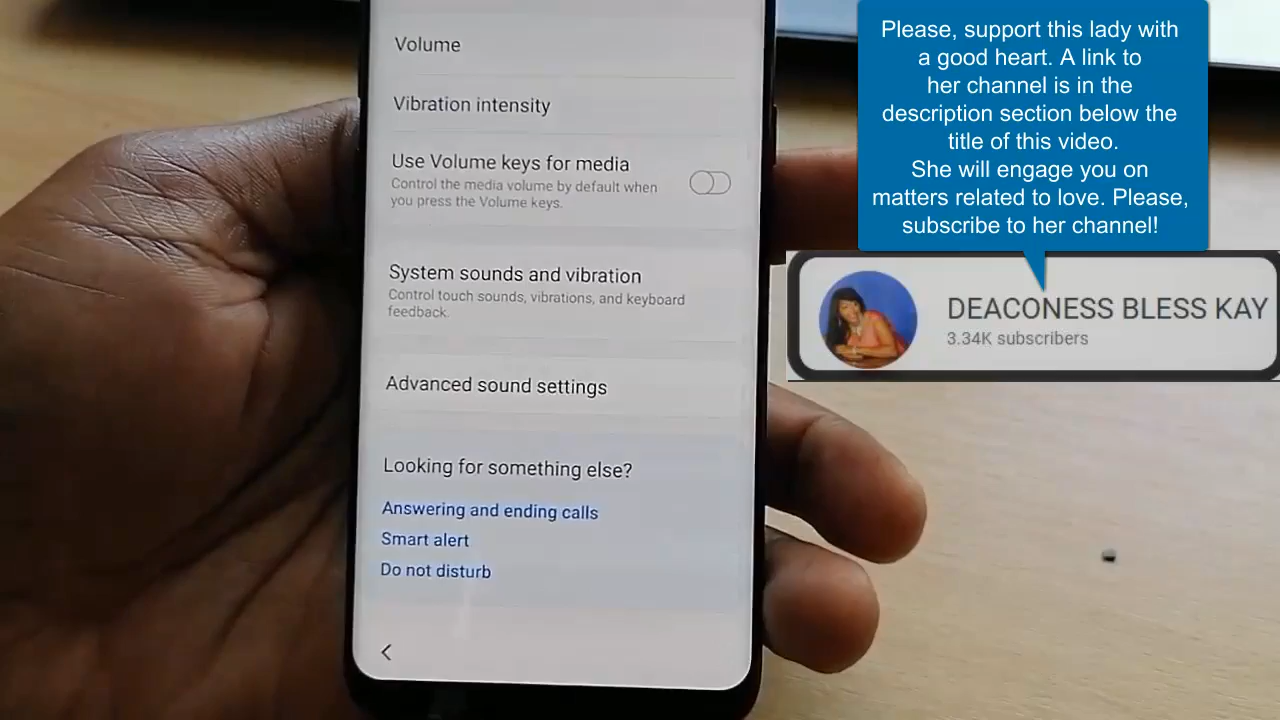 Volume
Vibration intensity
Use Volume keys for media
Control the media volume by default when
you press the Volume keys.
System sounds and vibration
Control touch sounds, vibrations, and keyboard
feedback.
Advanced sound settings
Looking for something else?
Answering and ending calls
Smart alert
Do not disturb
Please, support this lady with
a good heart. A link to
her channel is in the
description section below the
title of this video.
She will engage you on
matters related to love. Please,
subscribe to her channel!
DEACONESS BLESS KAY
3.34K subscribers